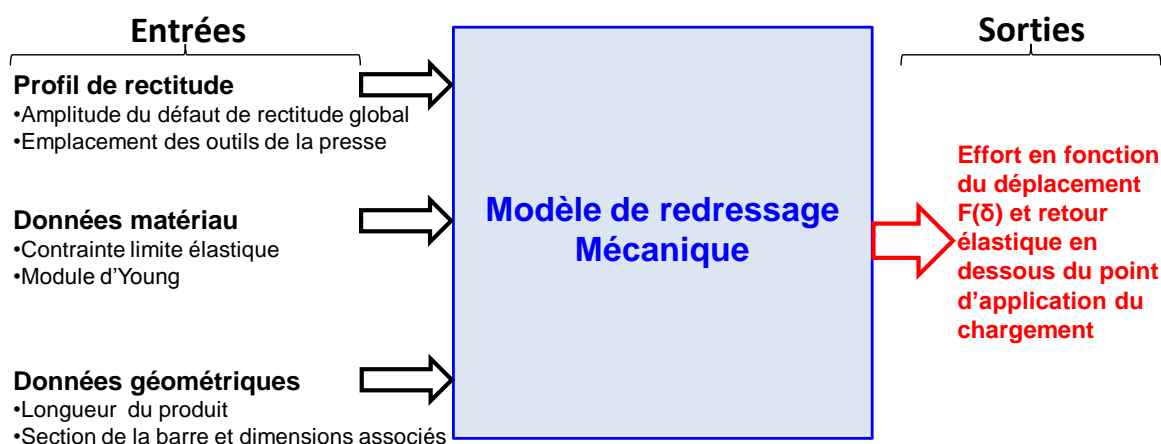 Entrées
Profil de rectitude
•Amplitude du défaut de rectitude global
•Emplacement des outils de la presse
Données matériau
•Contrainte limite élastique
•Module d’Young
Données géométriques
•Longueur du produit
•Section de la barre et dimensions associés
Modèle de redressage
Mécanique
Sorties
Effort en fonction
du déplacement
F(δ) et retour
élastique en
dessous du point
d’application du
chargement